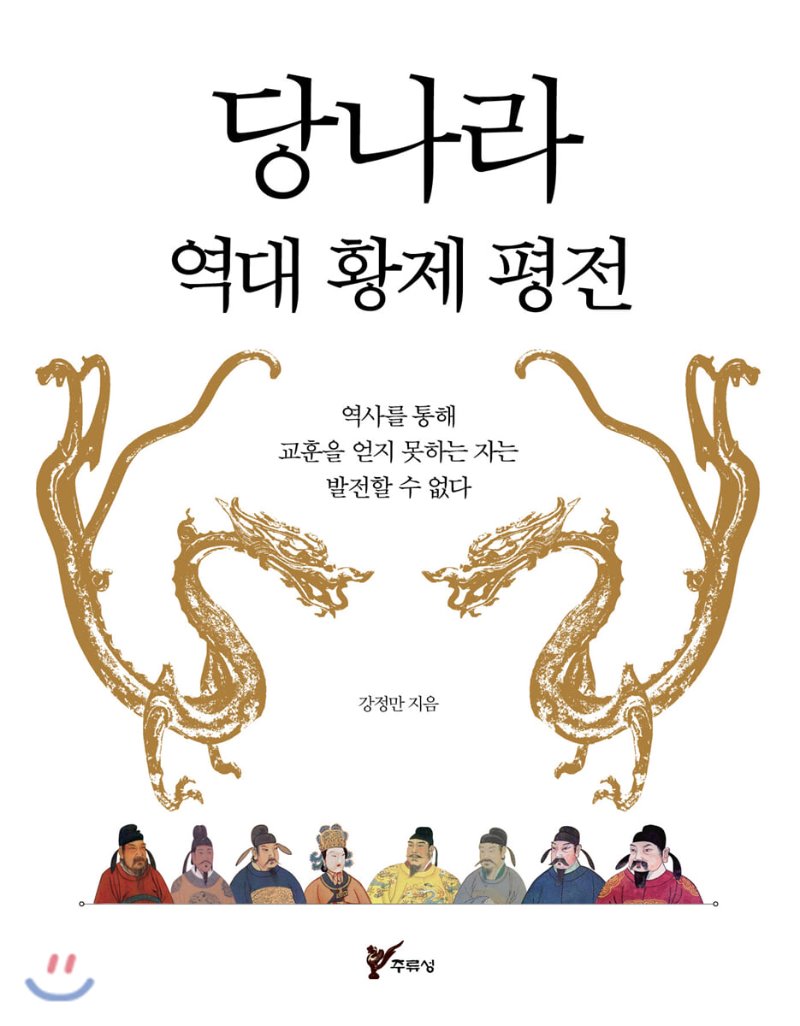 당나라
역대 황제 평전
역사를 통해
교훈을 얻지 못하는 자는
발전할 수 없다
강정만 지음
주류성